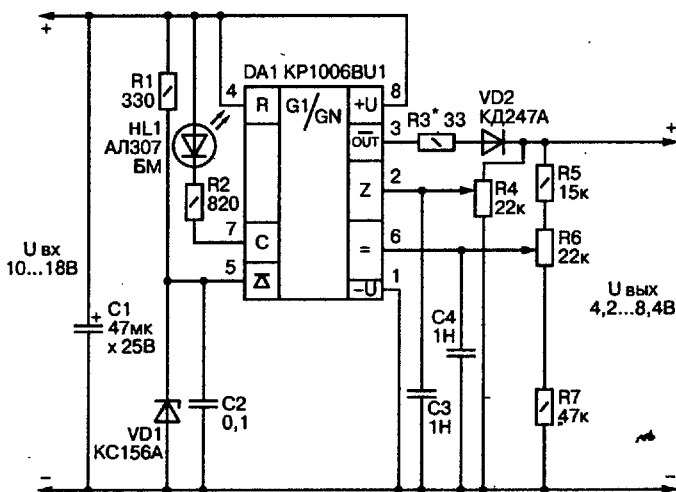 +
DA1 КР1006ВU1
R1
330
4
R
G1/GN
+U
8
R3* 33
VD2
КД247А
+
HL1
АЛ307
БМ
OUT
3
R2
820
Z
2
R4
22к
R5
15к
7
C
=
6
R6
22к
U вх
10...18В
5
-U
1
U вых
4,2...8,4В
+
C1
47мк
х 25В
C4
1Н
VD1
КС156А
C2
0,1
C3
1Н
R7
47к
−
−